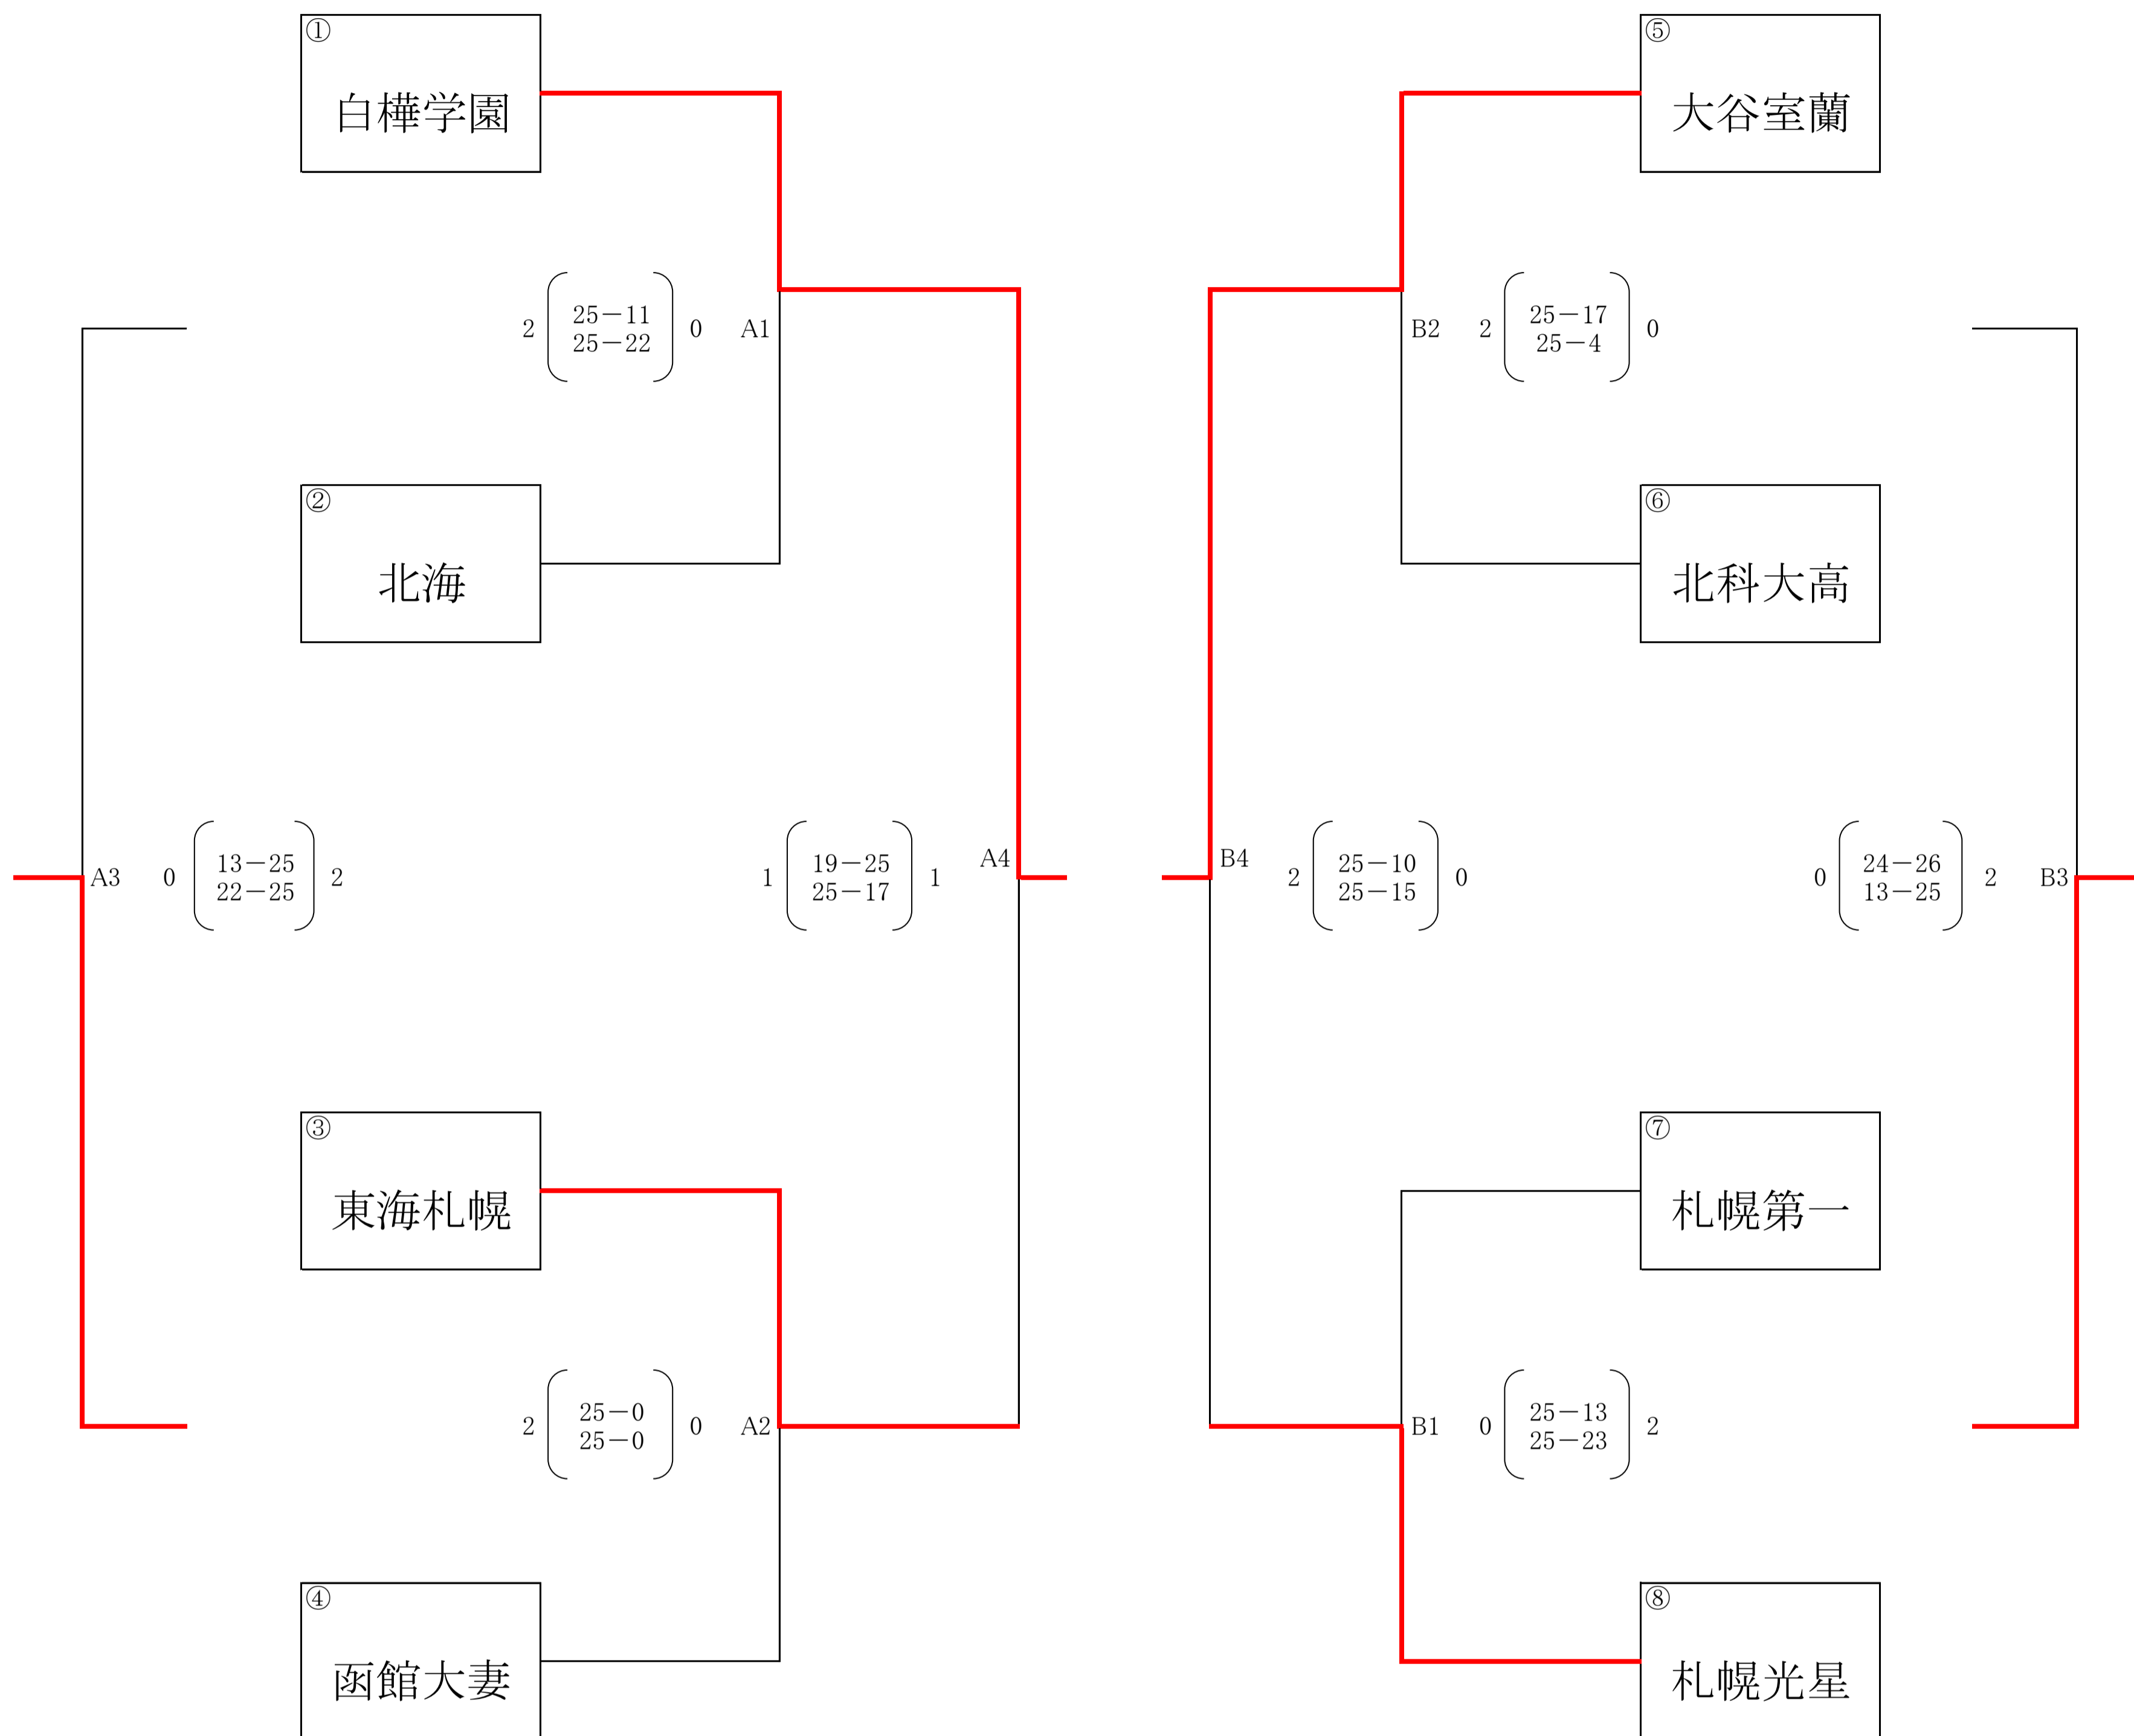 ①
白樺学園
⑤
大谷室蘭
2
25－11
25－22
0
A1
B2
2
25－17
25－4
0
②
北海
⑥
北科大高
A3
0
13－25
22－25
2
1
19－25
25－17
1
A4
B4
2
25－10
25－15
0
0
24－26
13－25
2
B3
③
東海札幌
⑦
札幌第一
2
25－0
25－0
0
A2
B1
0
25－13
25－23
2
④
函館大妻
⑧
札幌光星